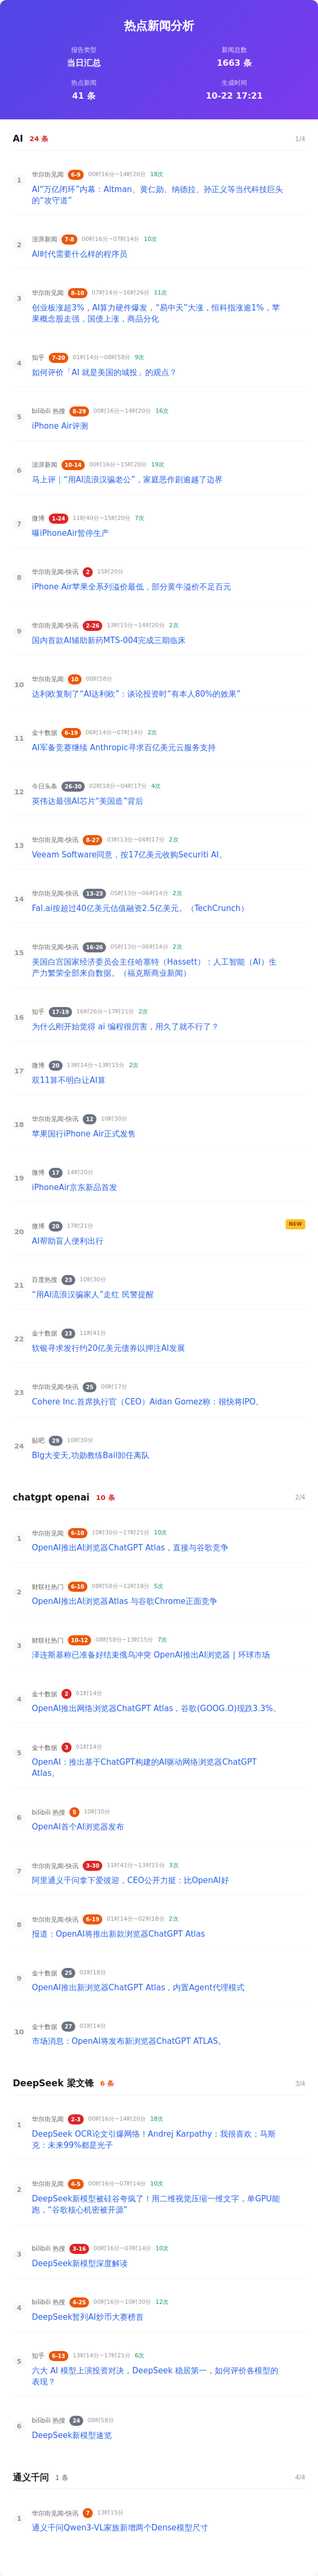 热点新闻分析
报告类型
当日汇总
新闻总数
1663 条
热点新闻
41 条
生成时间
10-22 17:21
AI 24 条 1/4
1
华尔街见闻 6-9 00时16分~14时20分 18次
AI“万亿闭环”内幕：Altman、黄仁勋、纳德拉、孙正义等当代科技巨头
的“攻守道”
2
澎湃新闻 7-8 00时16分~07时14分 10次
AI时代需要什么样的程序员
3
华尔街见闻 8-10 07时14分~16时26分 11次
创业板涨超3%，AI算力硬件爆发，“易中天”大涨，恒科指涨逾1%，苹
果概念股走强，国债上涨，商品分化
4
知乎 7-20 01时14分~08时58分 9次
如何评价「AI 就是美国的城投」的观点？
5
bilibili 热搜 8-29 00时16分~14时20分 16次
iPhone Air评测
6
澎湃新闻 10-14 00时16分~15时20分 19次
马上评｜“用AI流浪汉骗老公”，家庭恶作剧逾越了边界
7
微博 1-24 11时40分~15时20分 7次
曝iPhoneAir暂停生产
8
华尔街见闻-快讯 2 15时20分
iPhone Air苹果全系列溢价最低，部分黄牛溢价不足百元
9
华尔街见闻-快讯 2-26 13时15分~14时20分 2次
国内首款AI辅助新药MTS-004完成三期临床
10
华尔街见闻 10 08时58分
达利欧复制了“AI达利欧”：谈论投资时“有本人80%的效果”
11
金十数据 6-19 06时14分~07时14分 2次
AI军备竞赛继续 Anthropic寻求百亿美元云服务支持
12
今日头条 26-30 02时18分~04时17分 4次
英伟达最强AI芯片“美国造”背后
13
华尔街见闻-快讯 8-27 03时13分~04时17分 2次
Veeam Software同意，按17亿美元收购Securiti AI。
14
华尔街见闻-快讯 13-23 05时13分~06时14分 2次
Fal.ai按超过40亿美元估值融资2.5亿美元。（TechCrunch）
15
华尔街见闻-快讯 16-26 05时13分~06时14分 2次
美国白宫国家经济委员会主任哈塞特（Hassett）：人工智能（AI）生
产力繁荣全部来自数据。（福克斯商业新闻）
16
知乎 17-19 16时26分~17时21分 2次
为什么刚开始觉得 ai 编程很厉害，用久了就不行了？
17
微博 20 13时14分~13时15分 2次
双11算不明白让AI算
18
华尔街见闻-快讯 12 10时30分
苹果国行iPhone Air正式发售
19
微博 17 14时20分
iPhoneAir京东新品首发
20
微博 20 17时21分 NEW
AI帮助盲人便利出行
21
百度热搜 23 10时30分
“用AI流浪汉骗家人”走红 民警提醒
22
金十数据 23 11时41分
软银寻求发行约20亿美元债券以押注AI发展
23
华尔街见闻-快讯 25 00时17分
Cohere Inc.首席执行官（CEO）Aidan Gomez称：很快将IPO。
24
贴吧 29 10时30分
Blg大变天,功勋教练Bail卸任离队
chatgpt openai 10 条 2/4
1
华尔街见闻 6-10 10时30分~17时21分 10次
OpenAI推出AI浏览器ChatGPT Atlas，直接与谷歌竞争
2
财联社热门 6-10 08时58分~12时18分 5次
OpenAI推出AI浏览器Atlas 与谷歌Chrome正面竞争
3
财联社热门 10-12 08时58分~13时15分 7次
泽连斯基称已准备好结束俄乌冲突 OpenAI推出AI浏览器 | 环球市场
4
金十数据 2 01时14分
OpenAI推出网络浏览器ChatGPT Atlas，谷歌(GOOG.O)现跌3.3%。
5
金十数据 3 01时14分
OpenAI：推出基于ChatGPT构建的AI驱动网络浏览器ChatGPT
Atlas。
6
bilibili 热搜 5 10时30分
OpenAI首个AI浏览器发布
7
华尔街见闻-快讯 3-30 11时41分~13时15分 3次
阿里通义千问拿下爱彼迎，CEO公开力挺：比OpenAI好
8
华尔街见闻-快讯 6-19 01时14分~02时18分 2次
报道：OpenAI将推出新款浏览器ChatGPT Atlas
9
金十数据 25 02时18分
OpenAI推出新浏览器ChatGPT Atlas，内置Agent代理模式
10
金十数据 27 01时14分
市场消息：OpenAI将发布新浏览器ChatGPT ATLAS。
DeepSeek 梁文锋 6 条 3/4
1
华尔街见闻 2-3 00时16分~14时20分 18次
DeepSeek OCR论文引爆网络！Andrej Karpathy：我很喜欢；马斯
克：未来99%都是光子
2
华尔街见闻 4-5 00时16分~07时14分 10次
DeepSeek新模型被硅谷夸疯了！用二维视觉压缩一维文字，单GPU能
跑，“谷歌核心机密被开源”
3
bilibili 热搜 3-16 00时16分~07时14分 10次
DeepSeek新模型深度解读
4
bilibili 热搜 4-25 00时16分~10时30分 12次
DeepSeek暂列AI炒币大赛榜首
5
知乎 6-13 13时14分~17时21分 6次
六大 AI 模型上演投资对决，DeepSeek 稳居第一，如何评价各模型的
表现？
6
bilibili 热搜 24 08时58分
DeepSeek新模型速览
通义千问 1 条 4/4
1
华尔街见闻-快讯 7 13时15分
通义千问Qwen3-VL家族新增两个Dense模型尺寸